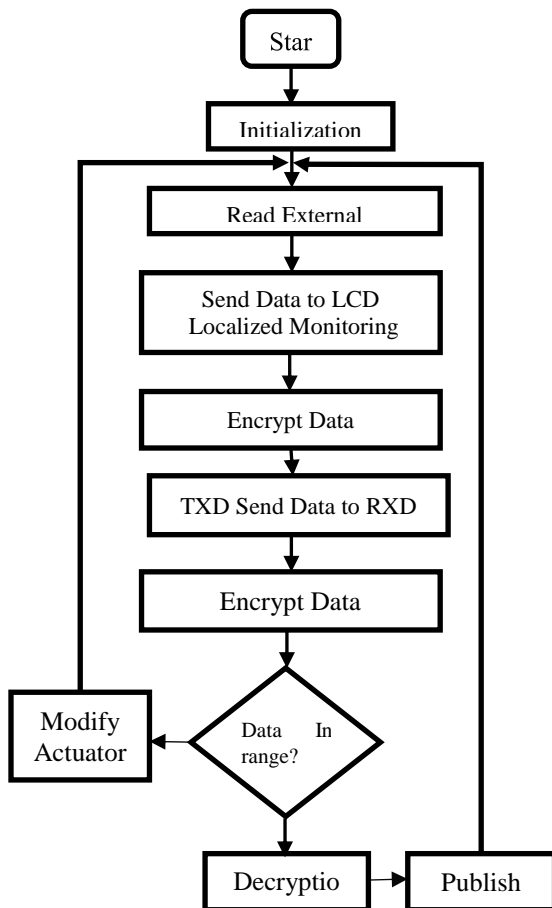 Star
Initialization
Read External
Send Data to LCD
Localized Monitoring
Encrypt Data
TXD Send Data to RXD
Encrypt Data
Data In
range?
Modify
Actuator
Decryptio
Publish